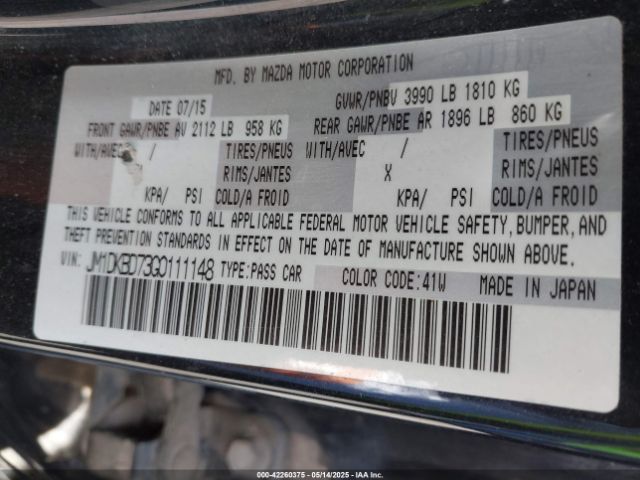 MFD. BY MAZDA MOTOR CORPORATION
DATE 07/15 GVWR/PNBV 3990 LB 1810 KG
FRONT GAWR/PNBE AV 2112 LB 958 KG REAR GAWR/PNBE AR 1896 LB 860 KG
WITH/AVEC / TIRES/PNEUS WITH/AVEC / TIRES/PNEUS
RIMS/JANTES X RIMS/JANTES
KPA/ PSI COLD/A FROID KPA/ PSI COLD/A FROID
THIS VEHICLE CONFORMS TO ALL APPLICABLE FEDERAL MOTOR VEHICLE SAFETY, BUMPER, AND
THEFT PREVENTION STANDARDS IN EFFECT ON THE DATE OF MANUFACTURE SHOWN ABOVE.
VIN: JM1DKBD73G0111148 TYPE:PASS CAR COLOR CODE:41W MADE IN JAPAN
000-42260375 - 05/14/2025 - IAA Inc.